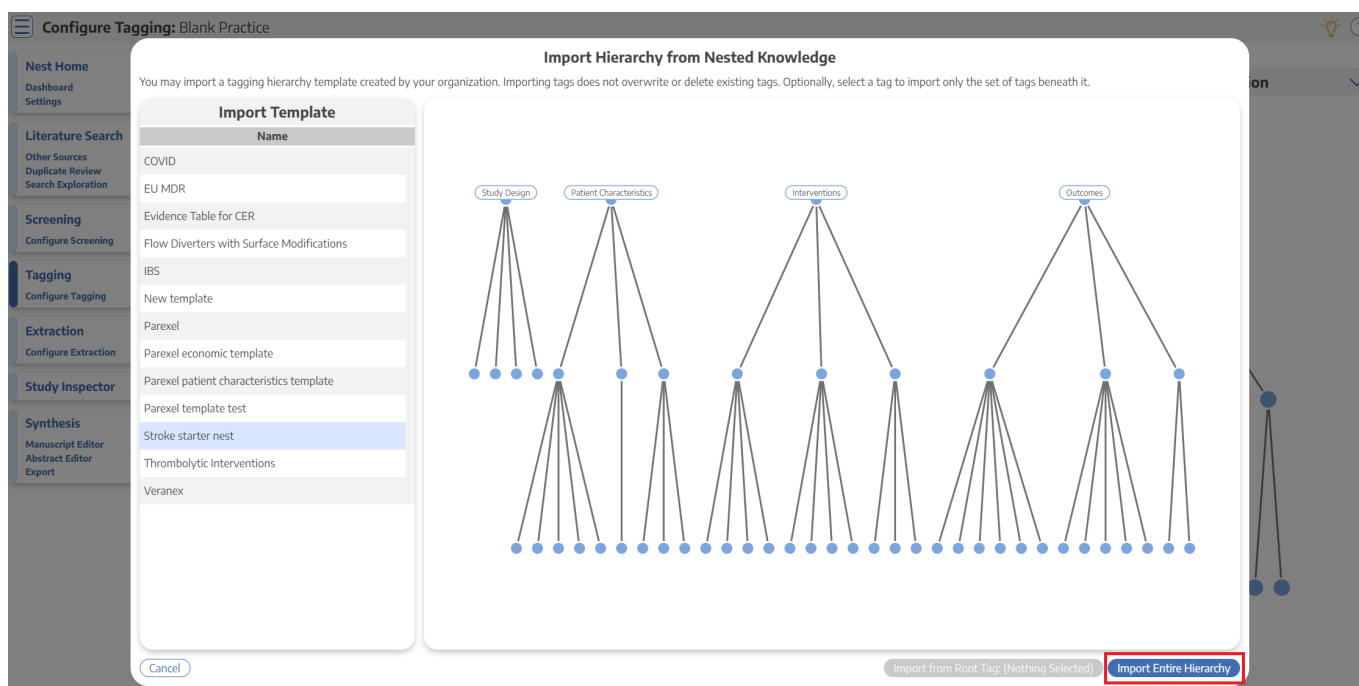 Configure Tagging: Blank Practice
Nest Home
Dashboard
Settings
Literature Search
Other Sources
Duplicate Review
Search Exploration
Screening
Configure Screening
Tagging
Configure Tagging
Extraction
Configure Extraction
Study Inspector
Synthesis
Manuscript Editor
Abstract Editor
Export
Import Hierarchy from Nested Knowledge
You may import a tagging hierarchy template created by your organization. Importing tags does not overwrite or delete existing tags. Optionally, select a tag to import only the set of tags beneath it.
Import Template
Name
COVID
EU MDR
Evidence Table for CER
Flow Diverters with Surface Modifications
IBS
New template
Parexel
Parexel economic template
Parexel patient characteristics template
Parexel template test
Stroke starter nest
Thrombolytic Interventions
Veranex
Study Design
Patient Characteristics
Interventions
Outcomes
ion
Cancel
Import from Root Tag: (Nothing Selected)
Import Entire Hierarchy